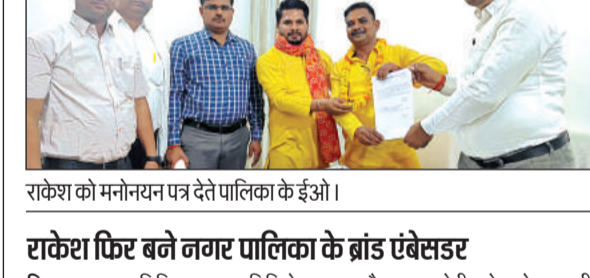 राकेश को मनोनयन पत्र देते पालिका के ईओ ।
राकेश फिर बने नगर पालिका के ब्रांड एंबेसडर